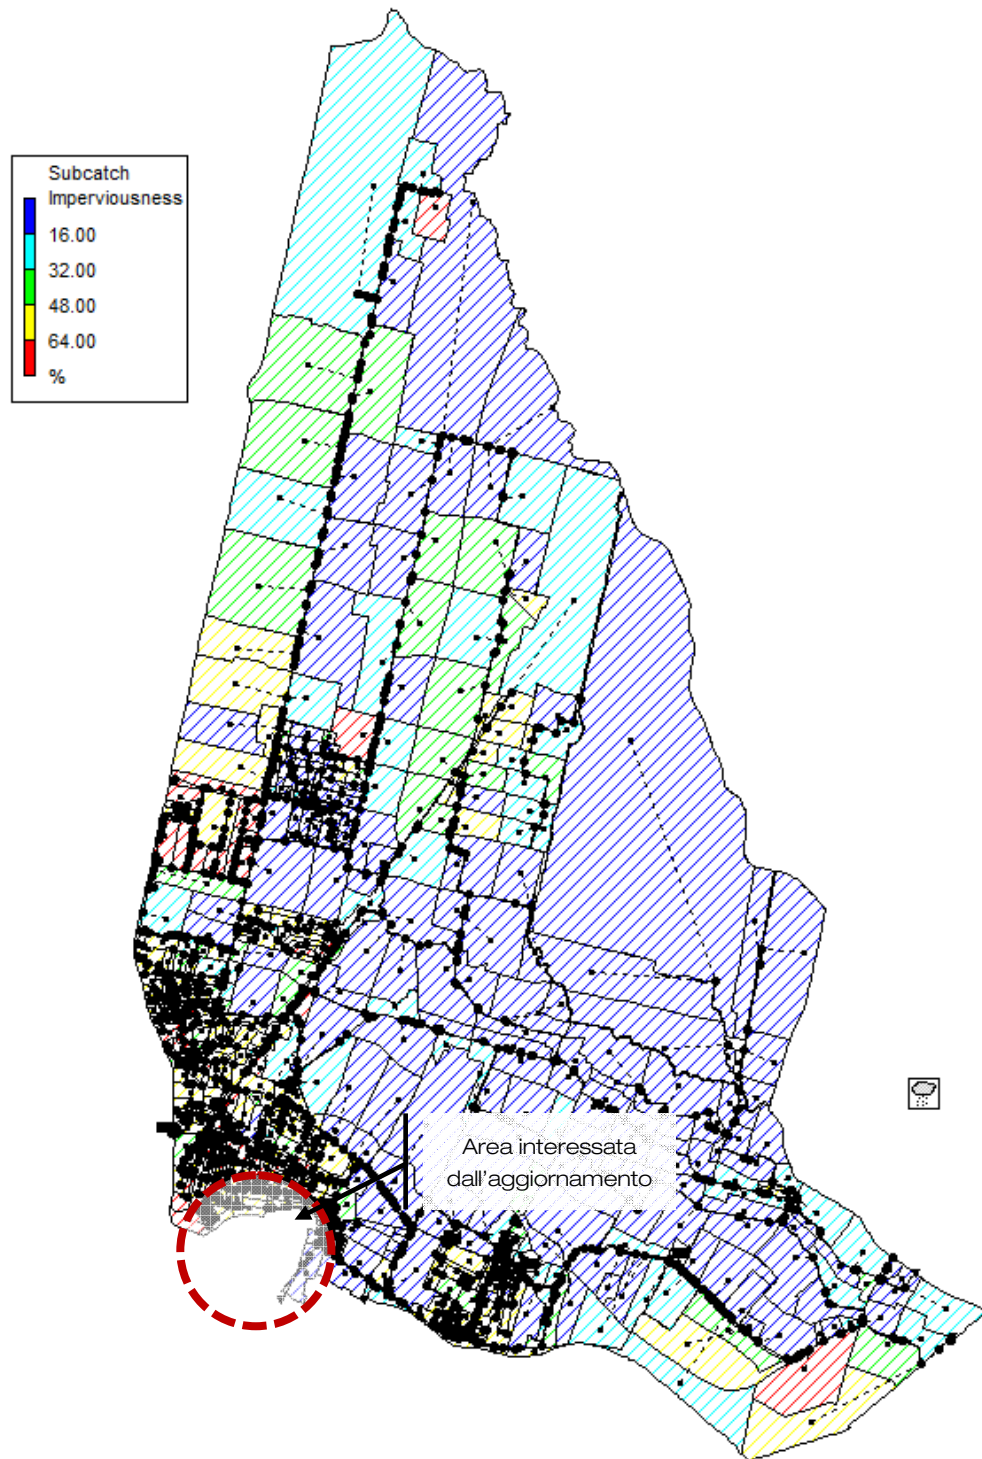 Subcatch
Imperviousness
16.00
32.00
48.00
64.00
%
Area interessata
dall'aggiornamento